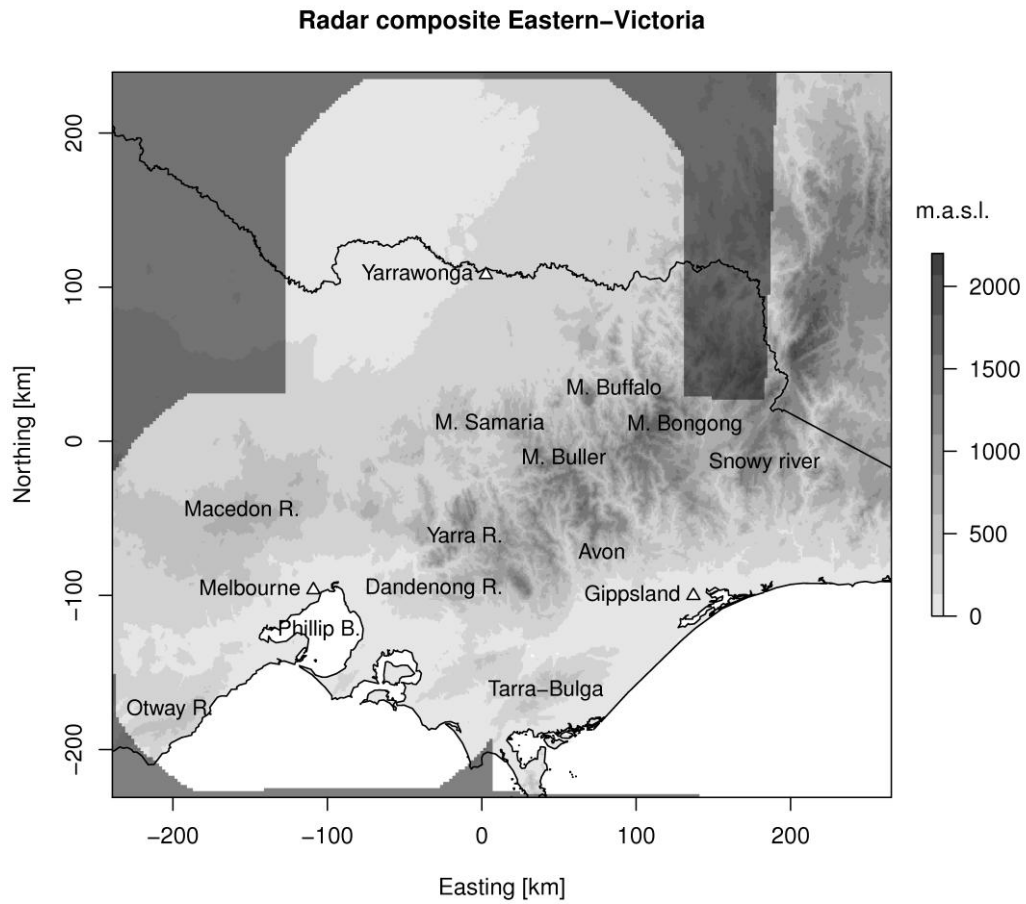 Radar composite Eastern−Victoria
m.a.s.l.
2000
1500
1000
500
0
Northing [km]
200
100
0
−100
−200
Yarrawonga
M. Buffalo
M. Samaria
M. Bongong
M. Buller
Snowy river
Macedon R.
Yarra R.
Avon
Melbourne
Dandenong R.
Gippsland
Phillip B.
Tarra−Bulga
Otway R.
−200
−100
0
100
200
Easting [km]